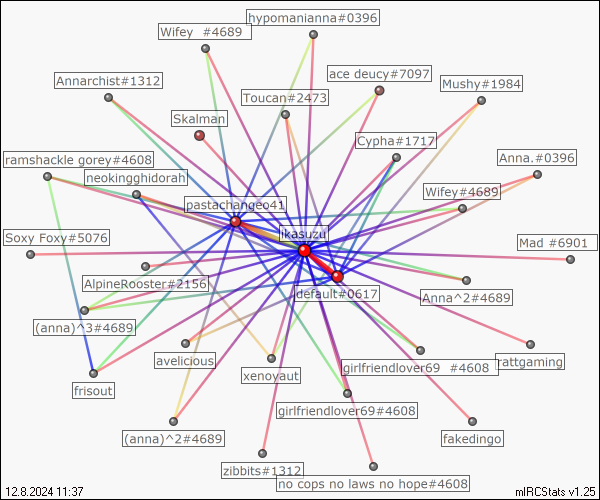 hypomanianna#0396
Wifey  #4689
ace deucy#7097
Annarchist#1312
Mushy#1984
Toucan#2473
Skalman
Cypha#1717
ramshackle gorey#4608
Anna.#0396
neokingghidorah
Wifey#4689
pastachangeo41
likasuzu
Mad #6901
Soxy Foxy#5076
AlpineRooster#2156
default#0617
Anna^2#4689
(anna)^3#4689
avelicious
rattgaming
girlfriendlover69  #4608
xenoyaut
frisout
girlfriendlover69#4608
(anna)^2#4689
fakedingo
zibbits#1312
no cops no laws no hope#4608
12.8.2024 11:37
mIRCStats v1.25